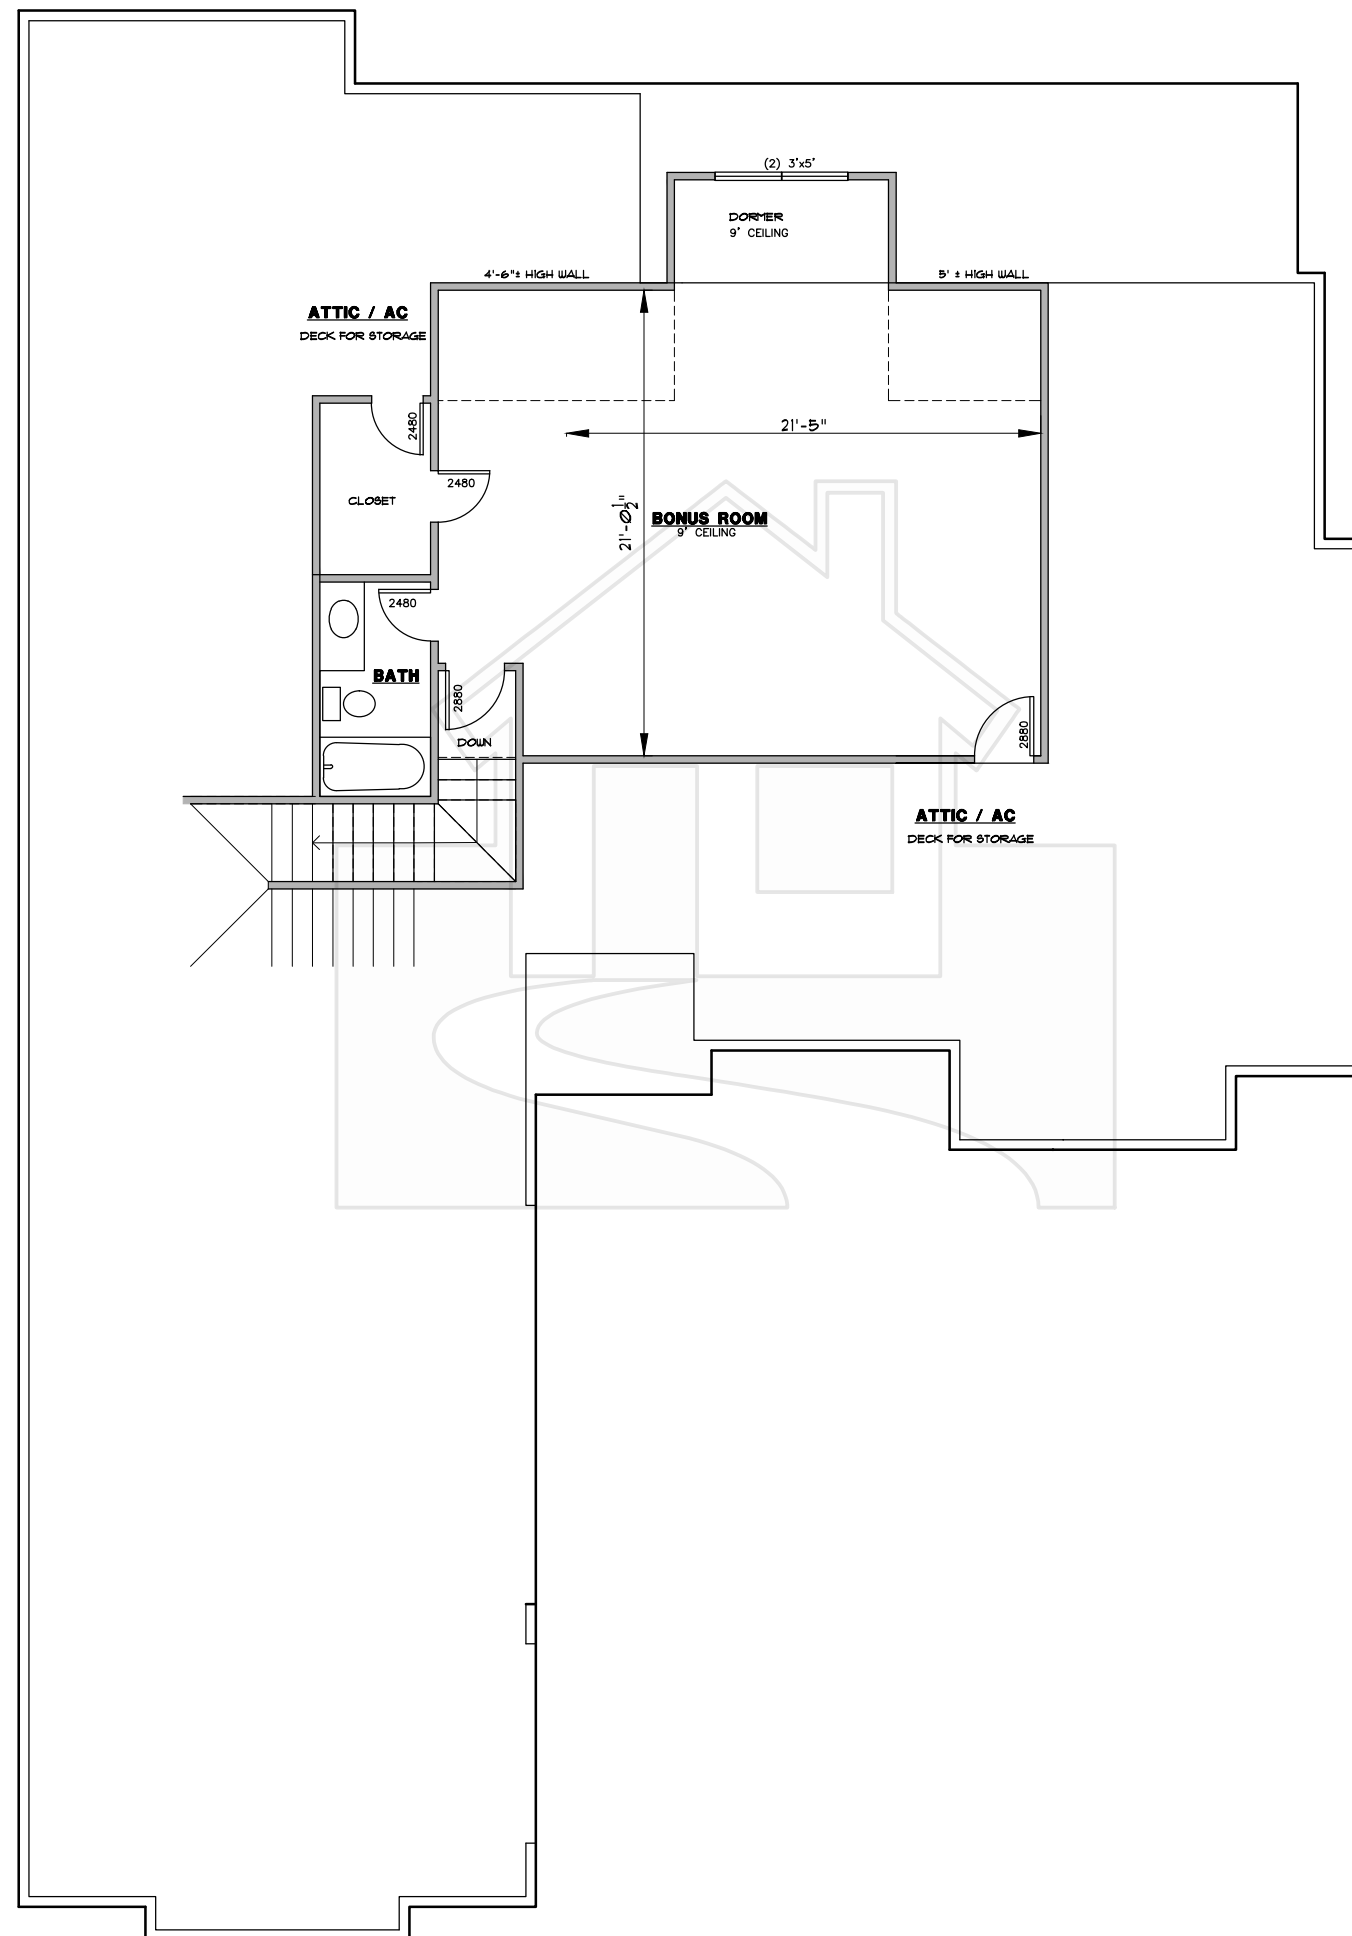 (2) 3'x5'
DORMER
9' CEILING
4'-6"± HIGH WALL
5' ± HIGH WALL
ATTIC / AC
DECK FOR STORAGE
2480
21'-5"
2480
CLOSET
21'-0½"
BONUS ROOM
9' CEILING
2480
BATH
2880
DOWN
2880
ATTIC / AC
DECK FOR STORAGE